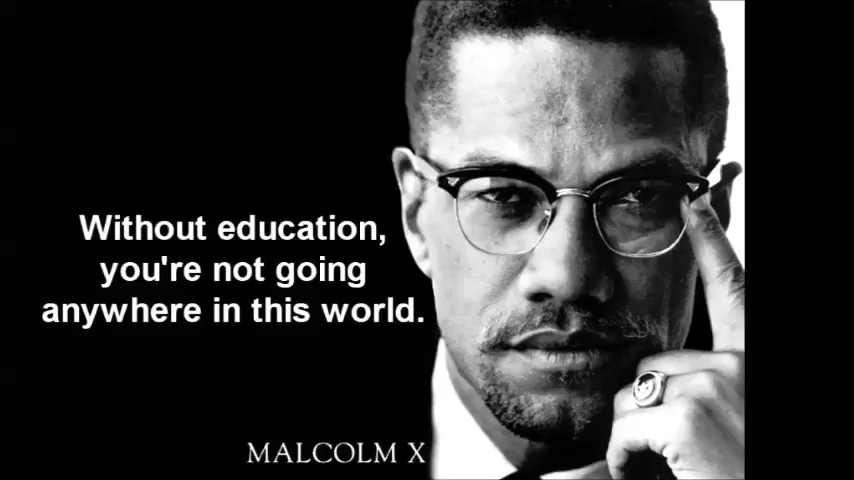 Without education,
you're not going
anywhere in this world.
MALCOLM X